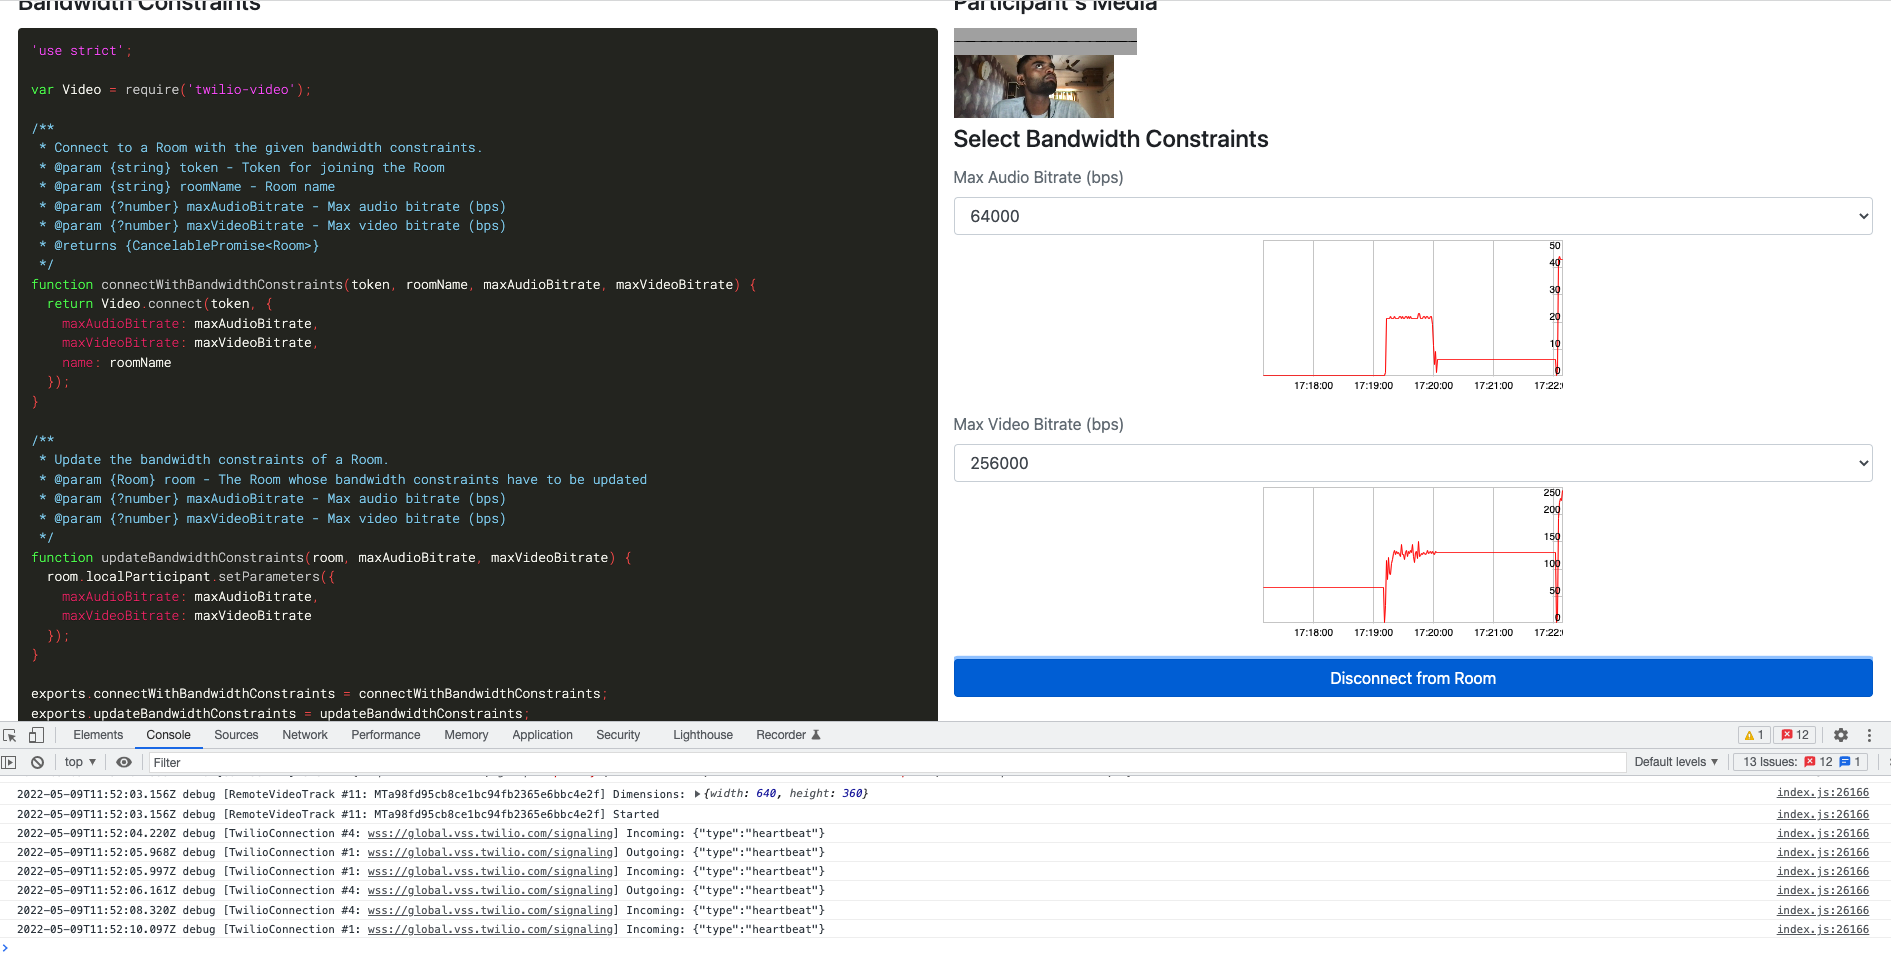 Bandwidth Constraints
'use strict';
var Video = require('twilio-video');
/**
* Connect to a Room with the given bandwidth constraints.
* @param {string} token - Token for joining the Room
* @param {string} roomName - Room name
* @param {?number} maxAudioBitrate - Max audio bitrate (bps)
* @param {?number} maxVideoBitrate - Max video bitrate (bps)
* @returns {CancelablePromise<Room>}
*/
function connectWithBandwidthConstraints(token, roomName, maxAudioBitrate, maxVideoBitrate) {
return Video.connect(token, {
maxAudioBitrate: maxAudioBitrate,
maxVideoBitrate: maxVideoBitrate,
name: roomName
});
}
/**
* Update the bandwidth constraints of a Room.
* @param {Room} room - The Room whose bandwidth constraints have to be updated
* @param {?number} maxAudioBitrate - Max audio bitrate (bps)
* @param {?number} maxVideoBitrate - Max video bitrate (bps)
*/
function updateBandwidthConstraints(room, maxAudioBitrate, maxVideoBitrate) {
room.localParticipant.setParameters({
maxAudioBitrate: maxAudioBitrate,
maxVideoBitrate: maxVideoBitrate
});
}
exports.connectWithBandwidthConstraints = connectWithBandwidthConstraints;
exports.updateBandwidthConstraints = updateBandwidthConstraints;
Participant's Media
Select Bandwidth Constraints
Max Audio Bitrate (bps)
64000
50
40
30
20
10
0
17:18:00 17:19:00 17:20:00 17:21:00 17:22:
Max Video Bitrate (bps)
256000
250
200
150
100
50
0
17:18:00 17:19:00 17:20:00 17:21:00 17:22:
Disconnect from Room
Elements Console Sources Network Performance Memory Application Security Lighthouse Recorder 1 12
top Filter Default levels 13 Issues: 12 1
2022-05-09T11:52:03.156Z debug [RemoteVideoTrack #11: MTa98fd95cb8ce1bc94fb2365e6bbc4e2f] Dimensions: {width: 640, height: 360} index.js:26166
2022-05-09T11:52:03.156Z debug [RemoteVideoTrack #11: MTa98fd95cb8ce1bc94fb2365e6bbc4e2f] Started index.js:26166
2022-05-09T11:52:04.220Z debug [TwilioConnection #4: wss://global.vss.twilio.com/signaling] Incoming: {"type":"heartbeat"} index.js:26166
2022-05-09T11:52:05.968Z debug [TwilioConnection #1: wss://global.vss.twilio.com/signaling] Outgoing: {"type":"heartbeat"} index.js:26166
2022-05-09T11:52:05.997Z debug [TwilioConnection #1: wss://global.vss.twilio.com/signaling] Incoming: {"type":"heartbeat"} index.js:26166
2022-05-09T11:52:06.161Z debug [TwilioConnection #4: wss://global.vss.twilio.com/signaling] Outgoing: {"type":"heartbeat"} index.js:26166
2022-05-09T11:52:08.320Z debug [TwilioConnection #4: wss://global.vss.twilio.com/signaling] Incoming: {"type":"heartbeat"} index.js:26166
2022-05-09T11:52:10.097Z debug [TwilioConnection #1: wss://global.vss.twilio.com/signaling] Incoming: {"type":"heartbeat"} index.js:26166